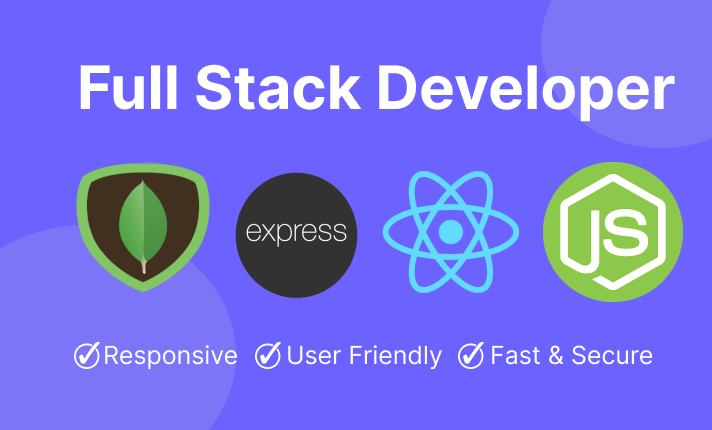 Full Stack Developer
express
JS
Responsive User Friendly Fast & Secure